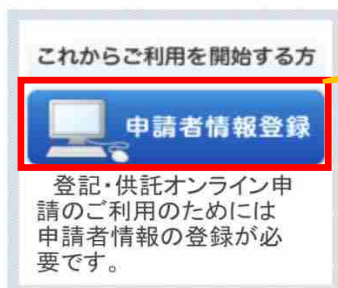 これからご利用を開始する方
申請者情報登録
登記・供託オンライン申
請のご利用のためには
申請者情報の登録が必
要です。